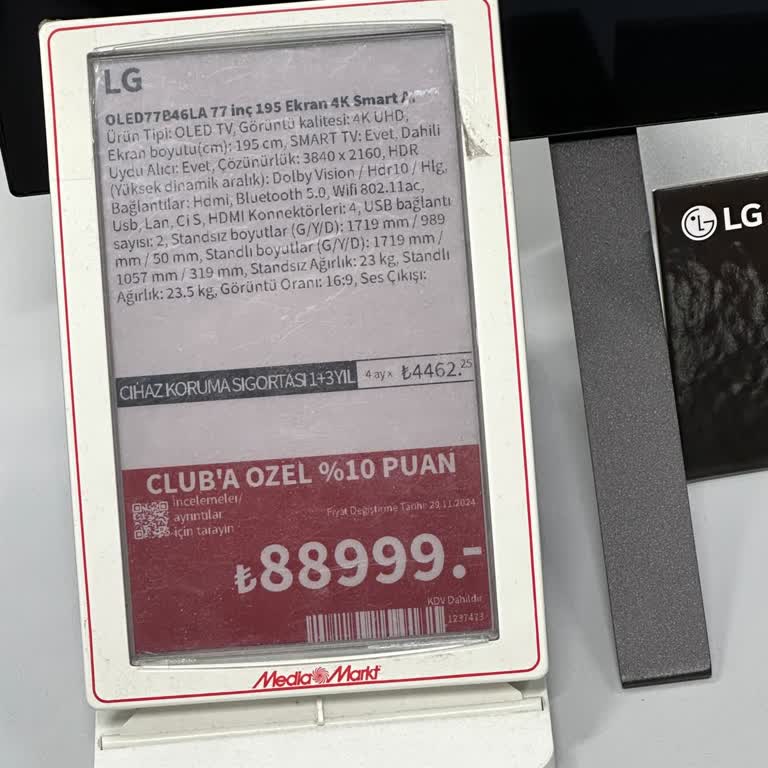 LG
OLED77B46LA 77 inç 195 Ekran 4K Smart
Ürün Tipi: OLED TV, Görüntü kalitesi: 4K UHD,
Ekran boyutu(cm): 195 cm, SMART TV: Evet, Dahili
Uydu Alıcı: Evet, Çözünürlük: 3840 x 2160, HDR
(Yüksek dinamik aralık): Dolby Vision / Hdr10 / Hlg,
Bağlantılar: Hdmi, Bluetooth 5.0, Wifi 802.11ac,
Usb, Lan, Ci S, HDMI Konnektörleri: 4, USB bağlantı
sayısı: 2, Standsız boyutlar (G/Y/D): 1719 mm / 989
mm / 50 mm, Standlı boyutlar (G/Y/D): 1719 mm /
1057 mm / 319 mm, Standsız Ağırlık: 23 kg, Standlı
Ağırlık: 23.5 kg, Görüntü Oranı: 16:9, Ses Çıkışı:
CIHAZ KORUMA SIGORTASI 1+3 YIL 4 ay x ₺4462.25
CLUB'A OZEL %10 PUAN
incelemeler/
ayrıntılar
için tarayın
Fiyat Değiştirme Tarihi: 29.11.2024
₺88999.-
KDV Dahildir
1237473
MediaMarkt
LG